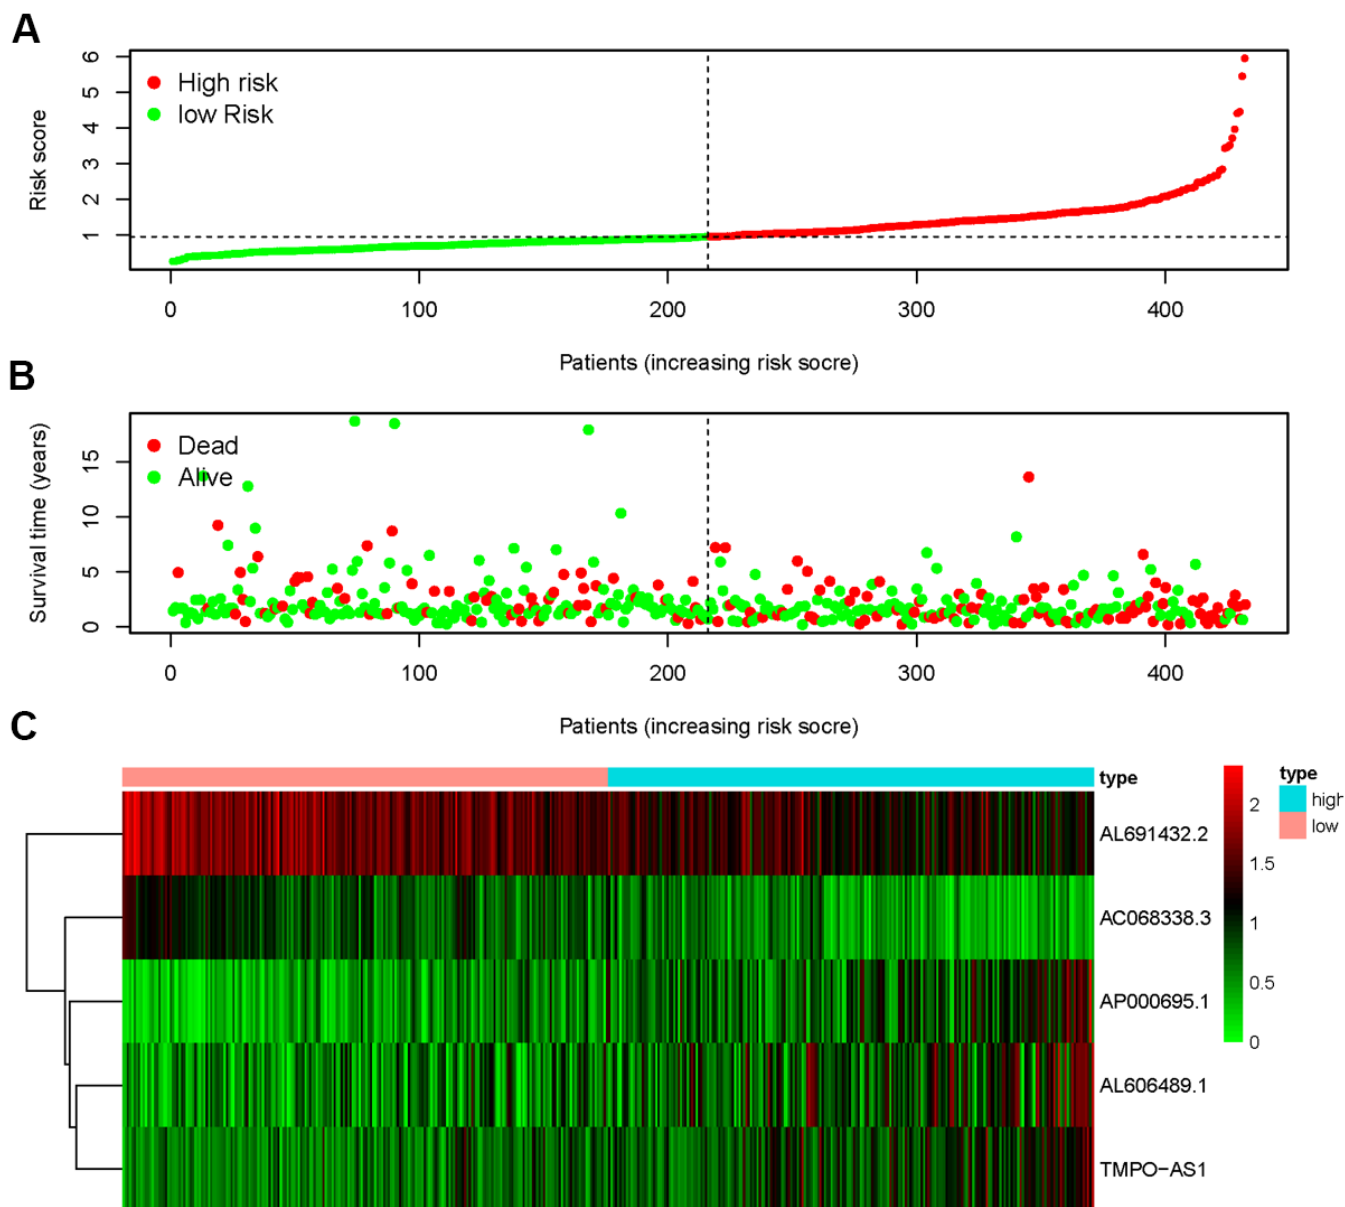 A
6
5
4
3
2
1
Risk score
High risk
low Risk
0 100 200 300 400
Patients (increasing risk socre)
B
15
10
5
0
Survival time (years)
Dead
Alive
0 100 200 300 400
Patients (increasing risk socre)
C
type
AL691432.2
AC068338.3
AP000695.1
AL606489.1
TMPO-AS1
2
1.5
1
0.5
0
type
high
low